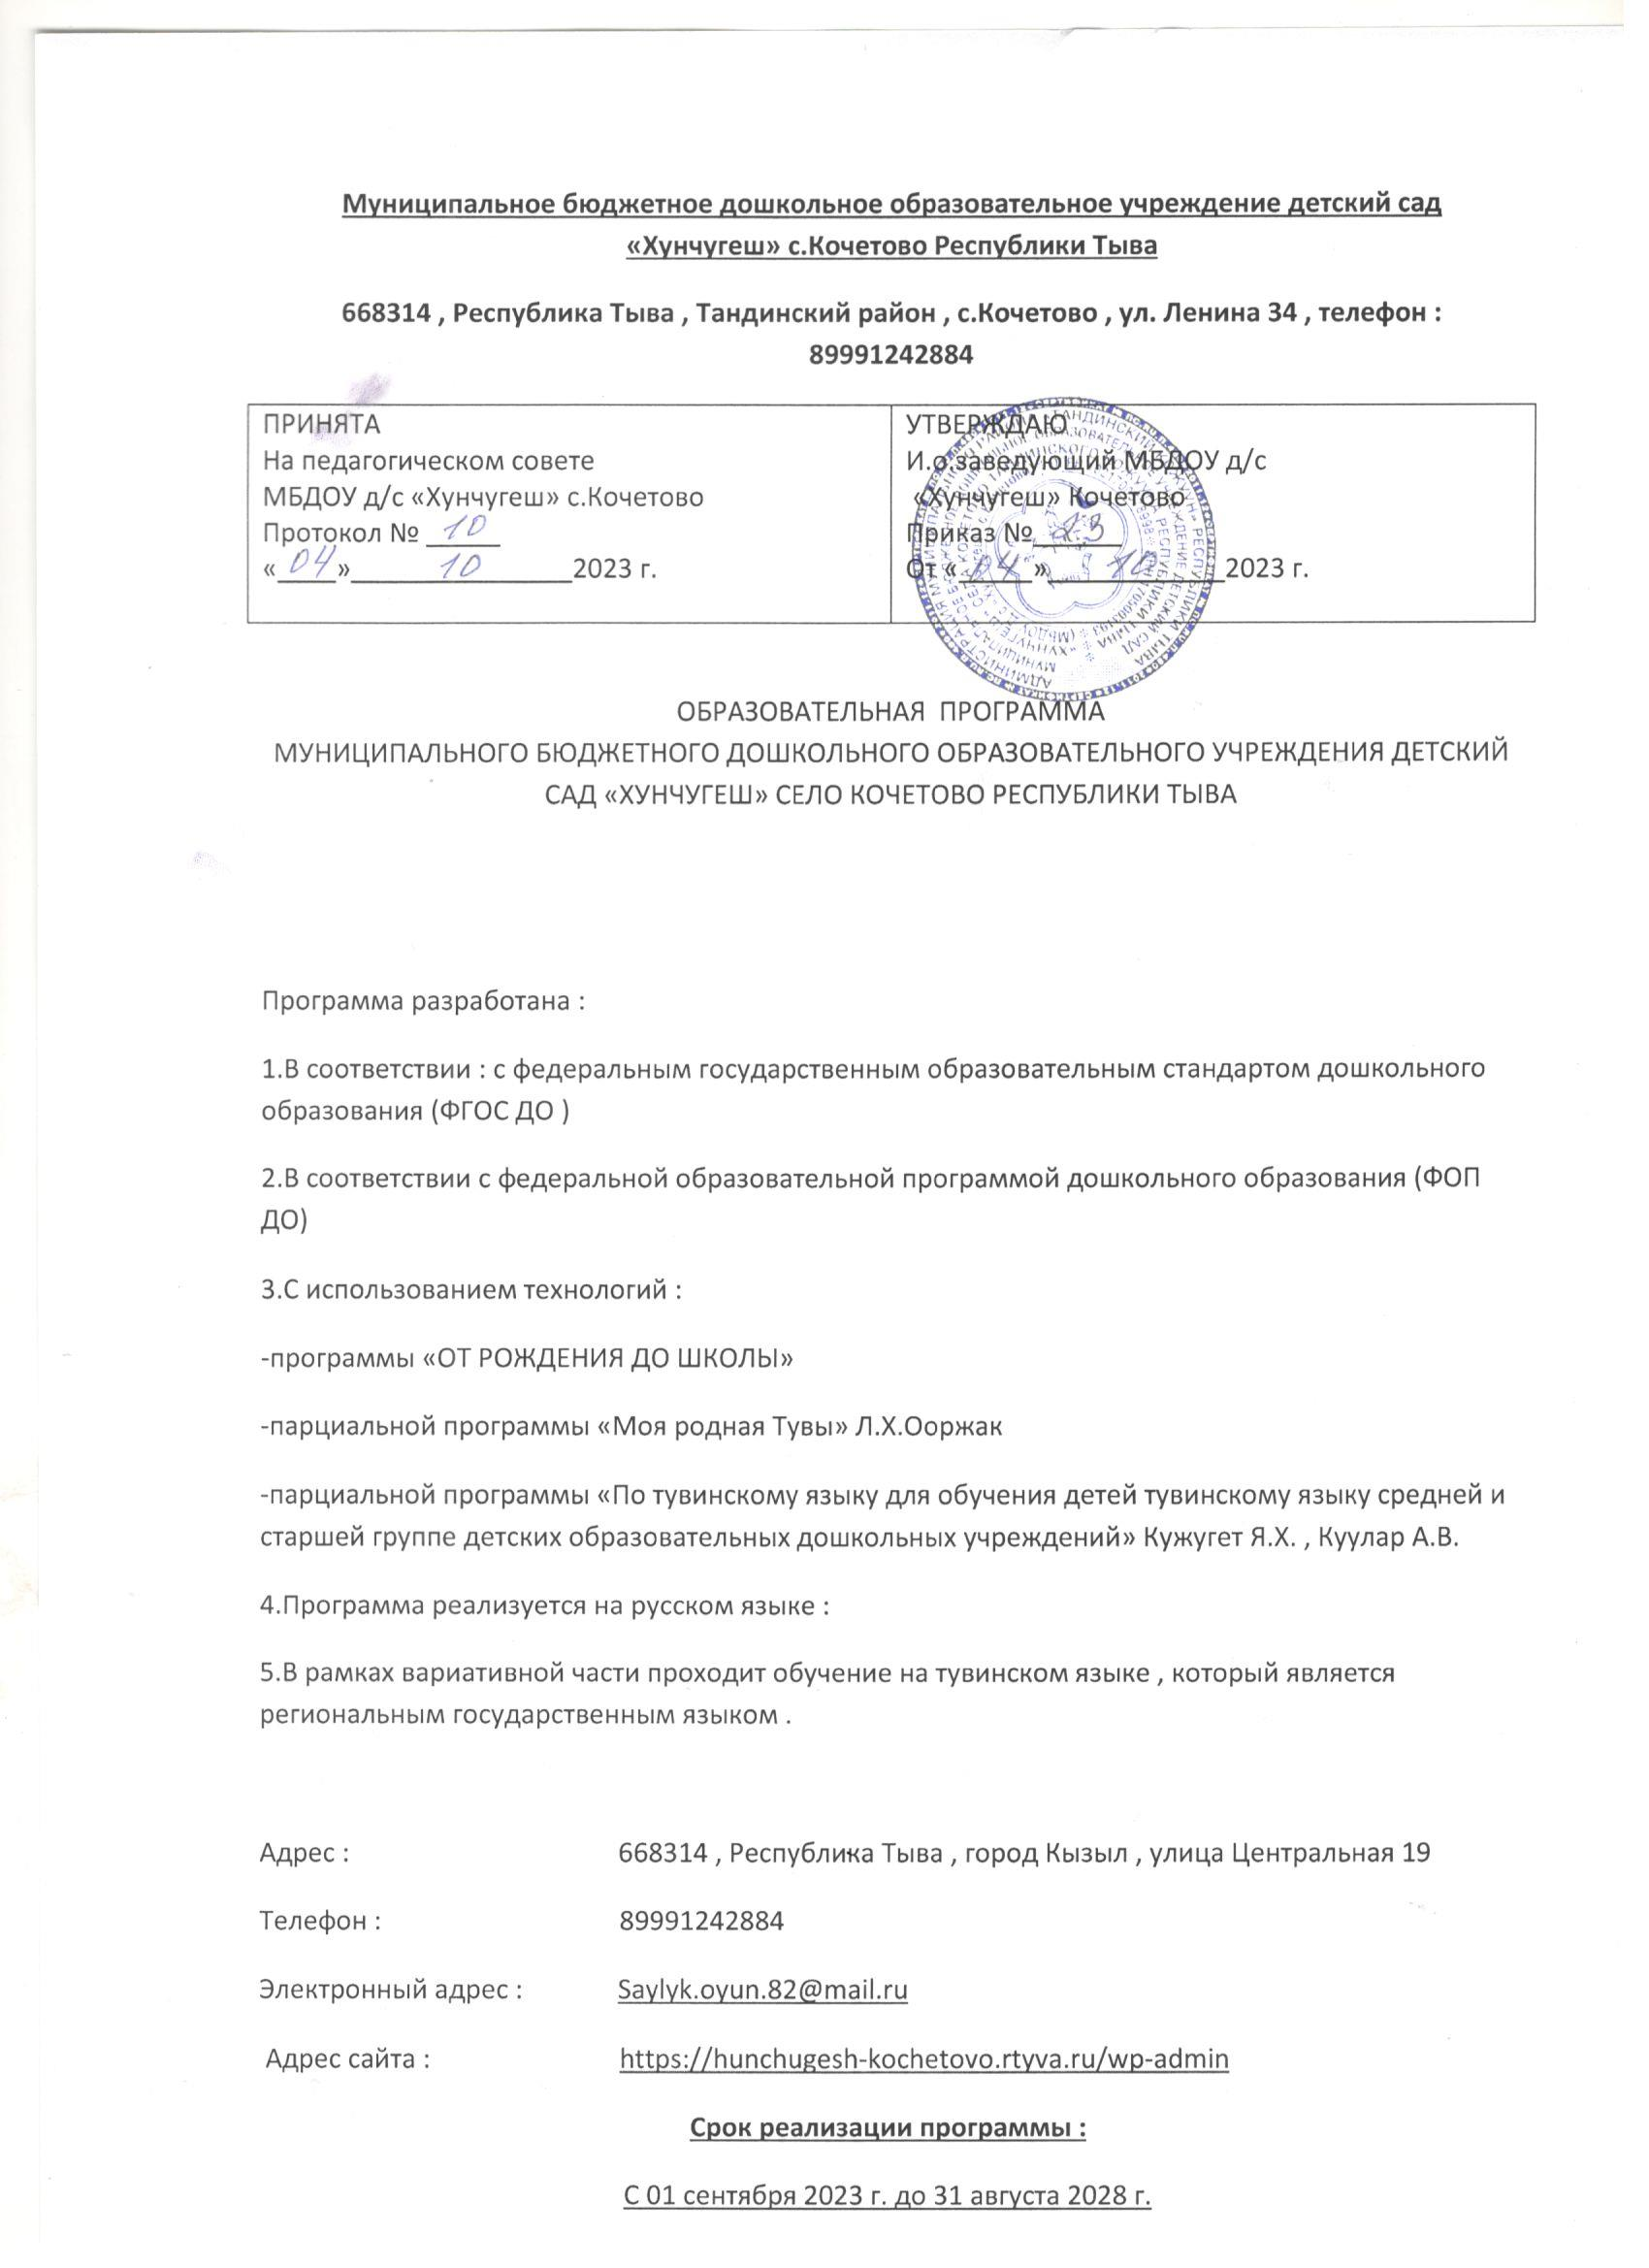 Муниципальное бюджетное дошкольное образовательное учреждение детский сад
«Хунчугеш» с.Кочетово Республики Тыва
668314 , Республика Тыва , Тандинский район , с.Кочетово , ул. Ленина 34 , телефон :
89991242884
ПРИНЯТА
На педагогическом совете
МБДОУ д/с «Хунчугеш» с.Кочетово
Протокол № 10
«04» 10 2023 г.
УТВЕРЖДАЮ
И.о.заведующий МБДОУ д/с
«Хунчугеш» Кочетово
Приказ №
От «04» 10 2023 г.
ОБРАЗОВАТЕЛЬНАЯ ПРОГРАММА
МУНИЦИПАЛЬНОГО БЮДЖЕТНОГО ДОШКОЛЬНОГО ОБРАЗОВАТЕЛЬНОГО УЧРЕЖДЕНИЯ ДЕТСКИЙ
САД «ХУНЧУГЕШ» СЕЛО КОЧЕТОВО РЕСПУБЛИКИ ТЫВА
Программа разработана :
1.В соответствии : с федеральным государственным образовательным стандартом дошкольного
образования (ФГОС ДО )
2.В соответствии с федеральной образовательной программой дошкольного образования (ФОП
ДО)
3.С использованием технологий :
-программы «ОТ РОЖДЕНИЯ ДО ШКОЛЫ»
-парциальной программы «Моя родная Тувы» Л.Х.Ооржак
-парциальной программы «По тувинскому языку для обучения детей тувинскому языку средней и
старшей группе детских образовательных дошкольных учреждений» Кужугет Я.Х. , Куулар А.В.
4.Программа реализуется на русском языке :
5.В рамках вариативной части проходит обучение на тувинском языке , который является
региональным государственным языком .
Адрес : 668314 , Республика Тыва , город Кызыл , улица Центральная 19
Телефон : 89991242884
Электронный адрес : Saylyk.oyun.82@mail.ru
Адрес сайта : https://hunchugesh-kochetovo.rtyva.ru/wp-admin
Срок реализации программы :
С 01 сентября 2023 г. до 31 августа 2028 г.